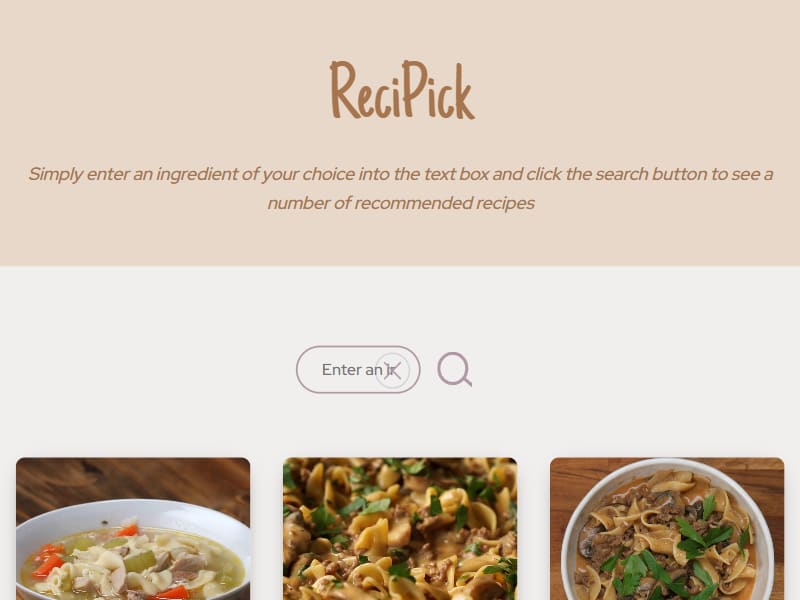 ReciPick
Simply enter an ingredient of your choice into the text box and click the search button to see a
number of recommended recipes
Enter an